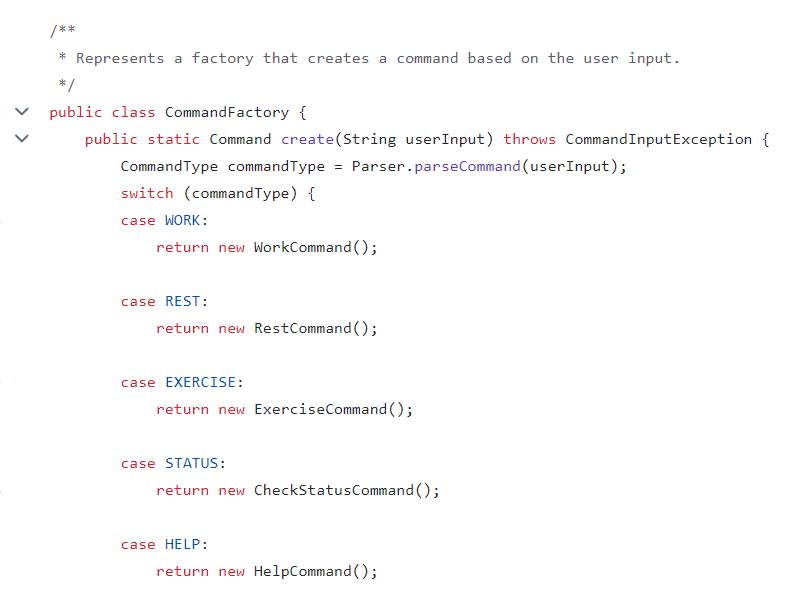 /**
 * Represents a factory that creates a command based on the user input.
 */
public class CommandFactory {
    public static Command create(String userInput) throws CommandInputException {
        CommandType commandType = Parser.parseCommand(userInput);
        switch (commandType) {
        case WORK:
            return new WorkCommand();

        case REST:
            return new RestCommand();

        case EXERCISE:
            return new ExerciseCommand();

        case STATUS:
            return new CheckStatusCommand();

        case HELP:
            return new HelpCommand();